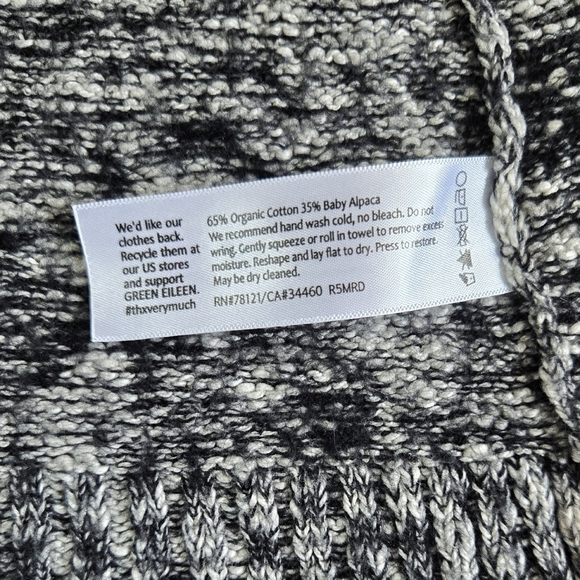 We'd like our
clothes back.
Recycle them at
our US stores
and support
GREEN EILEEN.
#thxverymuch
65% Organic Cotton 35% Baby Alpaca
We recommend hand wash cold, no bleach. Do not
wring. Gently squeeze or roll in towel to remove excess
moisture. Reshape and lay flat to dry. Press to restore.
May be dry cleaned.
RN#78121/CA#34460 R5MRD